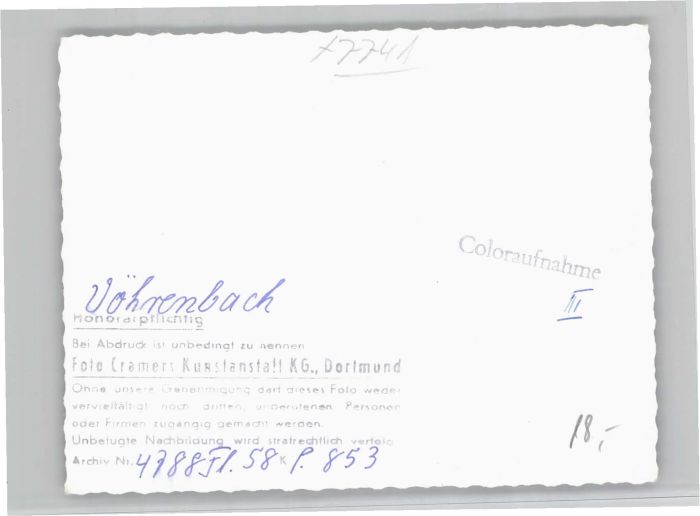 77741
Coloraufnahme
III
Vöhrenbach
Honorarpflichtig
Bei Abdruck ist unbedingt zu nennen
Foto Cramers Kunstanstalt KG., Dortmund
Ohne unsere Genehmigung darf dieses Foto weder
vervielfältigt noch dritten, unberufenen Personen
oder Firmen zugängig gemacht werden.
Unbefugte Nachbildung wird strafrechtlich verfolg
Archiv Nr. 4788 Fl. 58 K P. 853
18,-